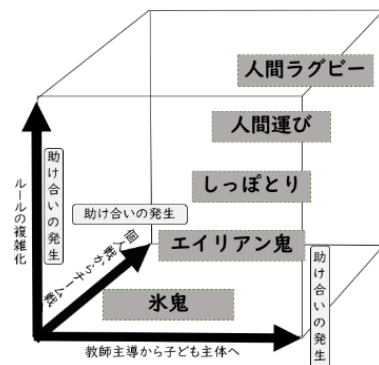 人間ラグビー
人間運び
しっぽとり
エイリアン鬼
氷鬼
ルールの複雑化
助け合いの発生
助け合いの発生
個人戦からチーム戦
教師主導から子ども主体へ
助け合いの発生